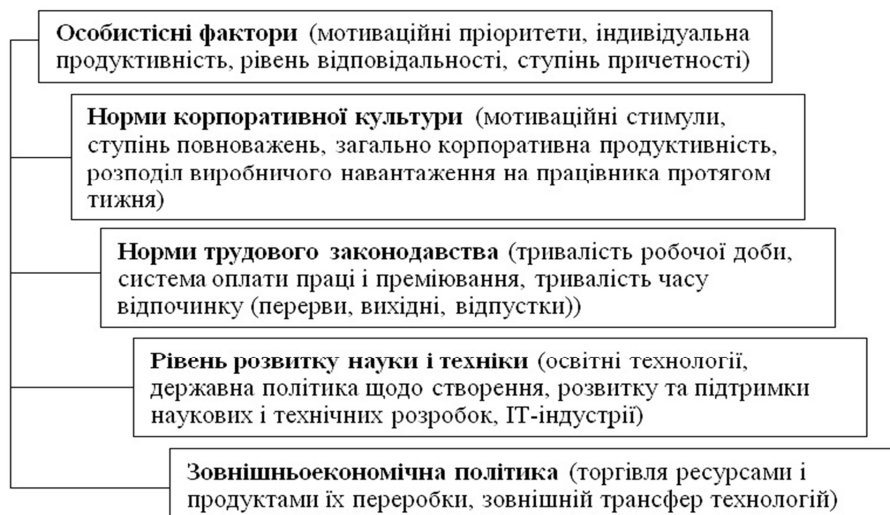 Особистісні фактори (мотиваційні пріоритети, індивідуальна
продуктивність, рівень відповідальності, ступінь причетності)
Норми корпоративної культури (мотиваційні стимули,
ступінь повноважень, загально корпоративна продуктивність,
розподіл виробничого навантаження на працівника протягом
тижня)
Норми трудового законодавства (тривалість робочої доби,
система оплати праці і преміювання, тривалість часу
відпочинку (перерви, вихідні, відпустки))
Рівень розвитку науки і техніки (освітні технології,
державна політика щодо створення, розвитку та підтримки
наукових і технічних розробок, ІТ-індустрії)
Зовнішньоекономічна політика (торгівля ресурсами і
продуктами їх переробки, зовнішній трансфер технологій)